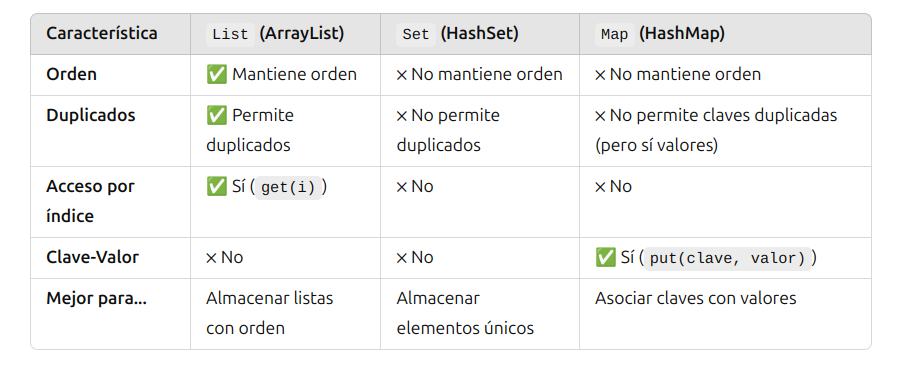 Característica List (ArrayList) Set (HashSet) Map (HashMap)
Orden ✅ Mantiene orden × No mantiene orden × No mantiene orden
Duplicados ✅ Permite × No permite × No permite claves duplicadas
duplicados duplicados (pero sí valores)
Acceso por ✅ Sí (get(i)) × No × No
índice
Clave-Valor × No × No ✅ Sí (put(clave, valor))
Mejor para... Almacenar listas Almacenar Asociar claves con valores
con orden elementos únicos